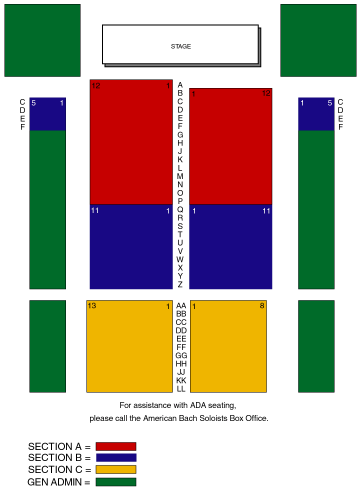 STAGE
12 1
A
B
1 12
C
C 5 1
1 5 C
D
D
D
E
E
E
F
F
F
G
H
J
K
L
M
N
O
P
11 1
Q
1 11
R
S
T
U
V
W
X
Y
Z
13 1
AA
1 8
BB
CC
DD
EE
FF
GG
HH
JJ
KK
LL
For assistance with ADA seating,
please call the American Bach Soloists Box Office.
SECTION A =
SECTION B =
SECTION C =
GEN ADMIN =